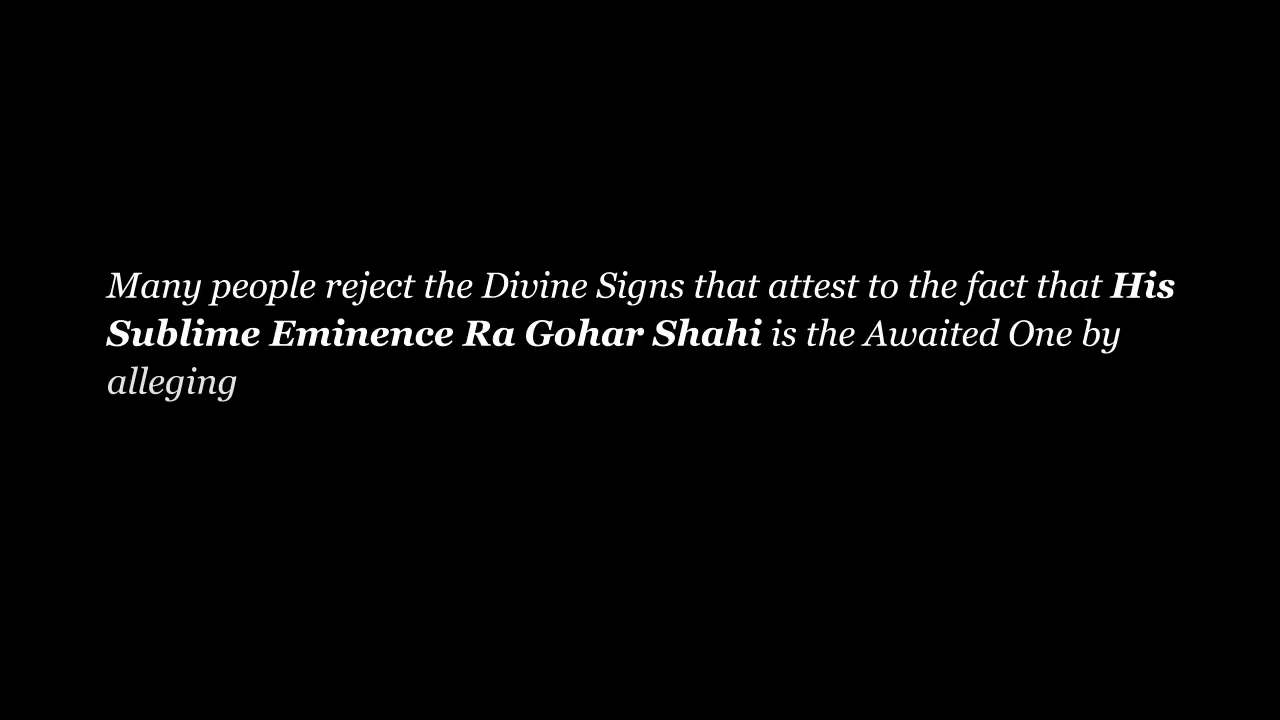 Many people reject the Divine Signs that attest to the fact that His
Sublime Eminence Ra Gohar Shahi is the Awaited One by
alleging